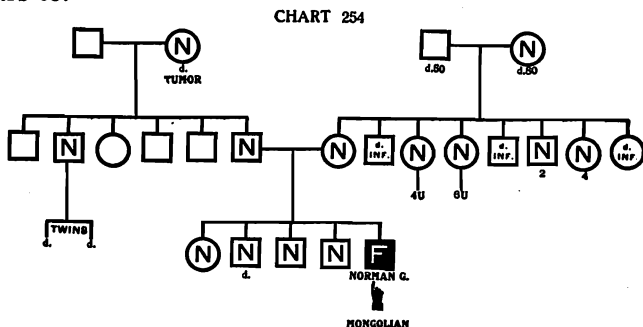 CHART 254
N
d.
TUMOR
d.80
N
d.80
N
N
N
d.
INF.
N
N
d.
INF.
N
N
d.
INF.
4U
6U
2
4
TWINS
d. d.
N
N
N
N
F
d.
NORMAN G.
MONGOLIAN